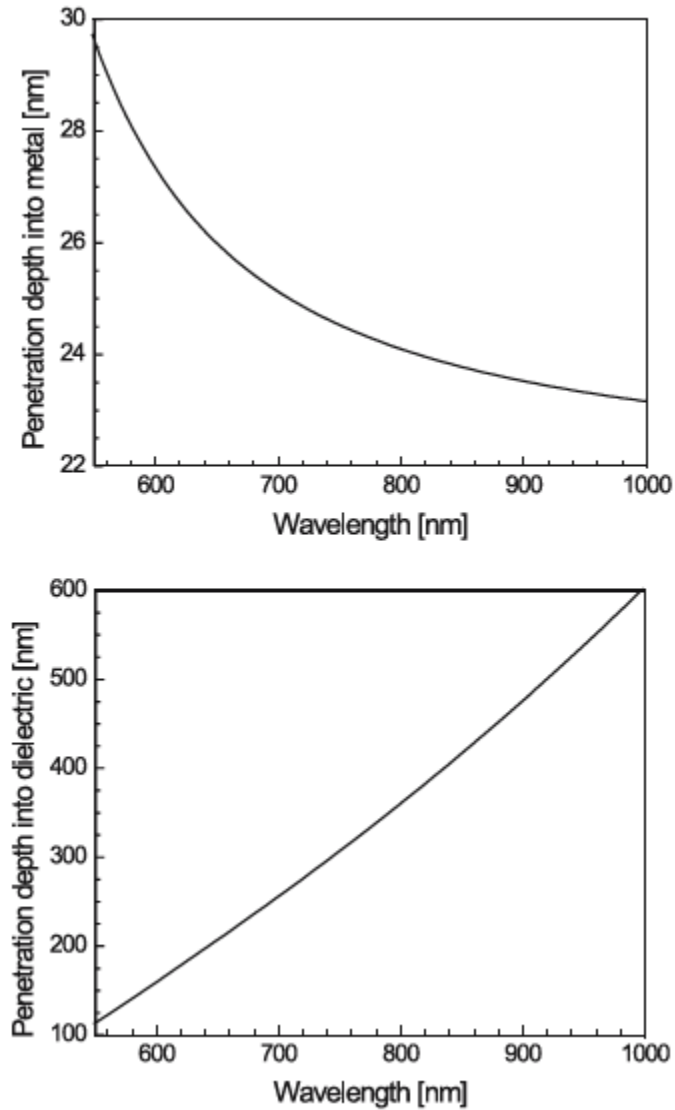 Penetration depth into metal [nm]
30
28
26
24
22
600 700 800 900 1000
Wavelength [nm]
Penetration depth into dielectric [nm]
600
500
400
300
200
100
600 700 800 900 1000
Wavelength [nm]